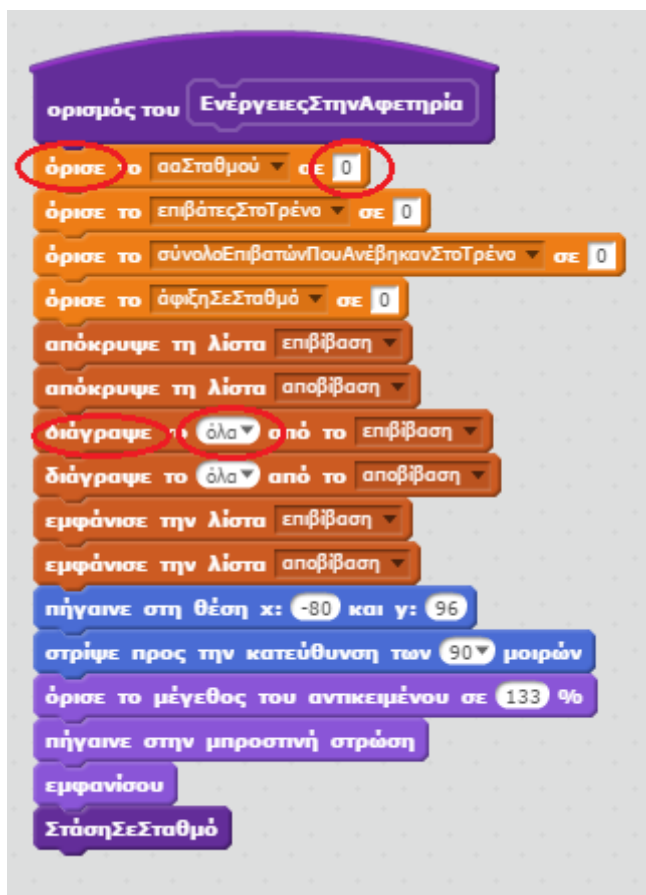 ορισμός του ΕνέργειεςΣτηνΑφετηρία
όρισε το ααΣταθμού σε 0
όρισε το επιβάτεςΣτοΤρένο σε 0
όρισε το σύνολοΕπιβατώνΠουΑνέβηκανΣτοΤρένο σε 0
όρισε το άφιξηΣεΣταθμό σε 0
απόκρυψε τη λίστα επιβίβαση
απόκρυψε τη λίστα αποβίβαση
διάγραψε το όλα από το επιβίβαση
διάγραψε το όλα από το αποβίβαση
εμφάνισε την λίστα επιβίβαση
εμφάνισε την λίστα αποβίβαση
πήγαινε στη θέση x: -80 και y: 96
στρίψε προς την κατεύθυνση των 90 μοιρών
όρισε το μέγεθος του αντικειμένου σε 133 %
πήγαινε στην μπροστινή στρώση
εμφανίσου
ΣτάσηΣεΣταθμό